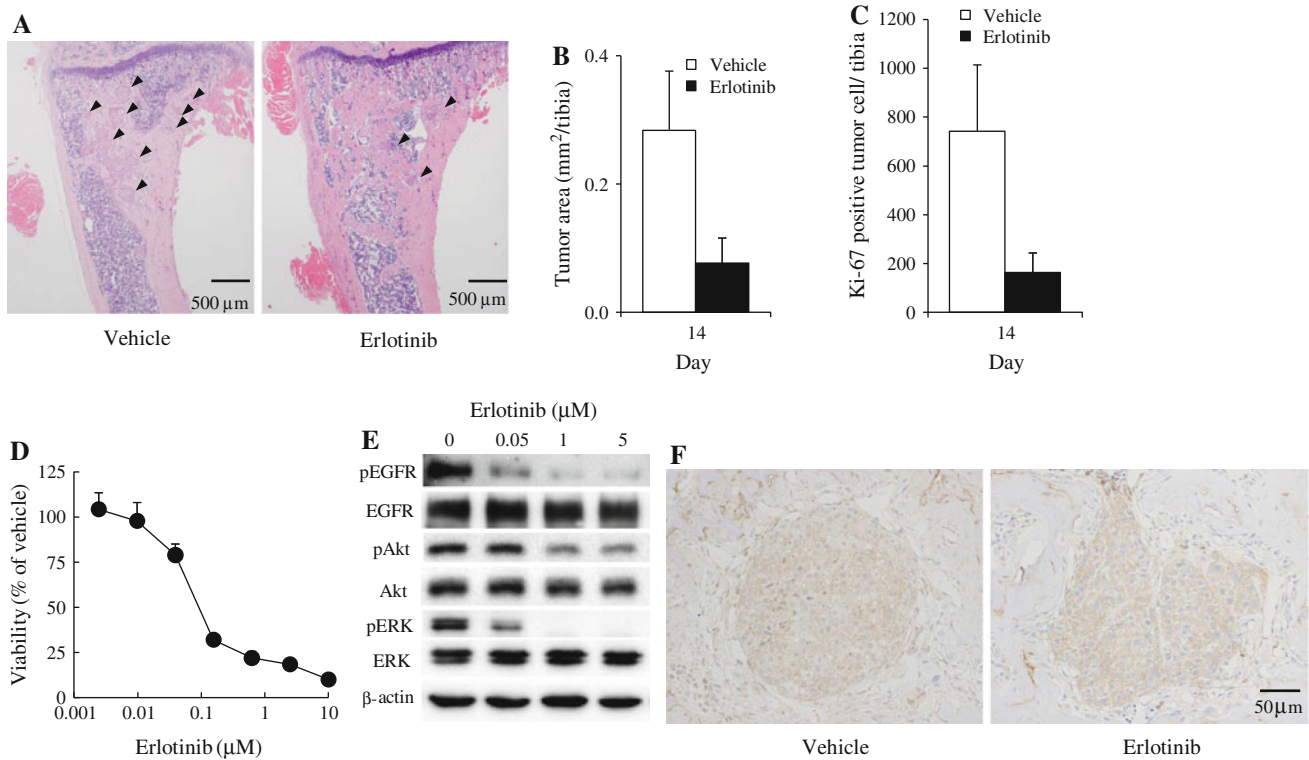 A
500 μm
Vehicle
500 μm
Erlotinib
B
Vehicle
Erlotinib
Tumor area (mm²/tibia)
0.4
0.2
0.0
14
Day
C
Vehicle
Erlotinib
Ki-67 positive tumor cell/ tibia
1200
1000
800
600
400
200
0
14
Day
D
Viability (% of vehicle)
125
100
75
50
25
0
0.001 0.01 0.1 1 10
Erlotinib (μM)
E
Erlotinib (μM)
0 0.05 1 5
pEGFR
EGFR
pAkt
Akt
pERK
ERK
β-actin
F
Vehicle
50μm
Erlotinib